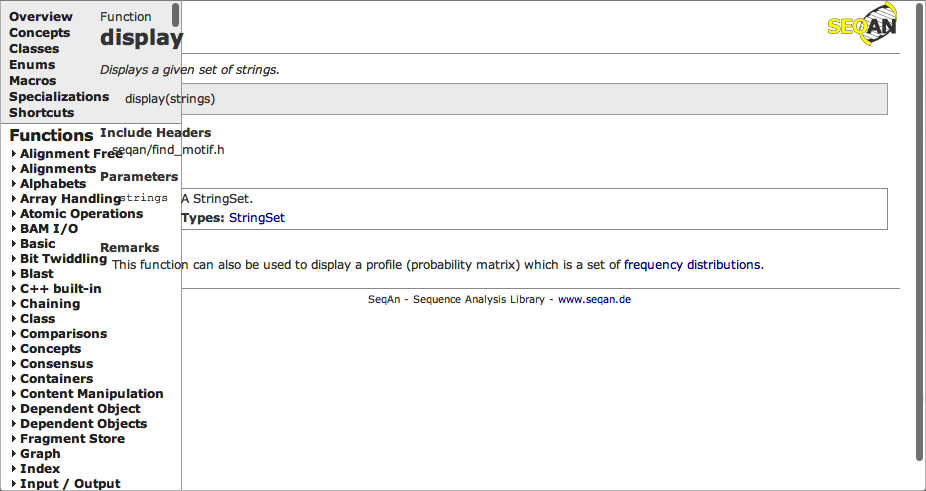 Overview
Concepts
Classes
Enums
Macros
Specializations
Shortcuts
Functions
Alignment Free
Alignments
Alphabets
Array Handling
Atomic Operations
BAM I/O
Basic
Bit Twiddling
Blast
C++ built-in
Chaining
Class
Comparisons
Concepts
Consensus
Containers
Content Manipulation
Dependent Object
Dependent Objects
Fragment Store
Graph
Index
Input / Output
SEQAN
Function
display
Displays a given set of strings.
display(strings)
Include Headers
seqan/find_motif.h
Parameters
strings A StringSet.
Types: StringSet
Remarks
This function can also be used to display a profile (probability matrix) which is a set of frequency distributions.
SeqAn - Sequence Analysis Library - www.seqan.de